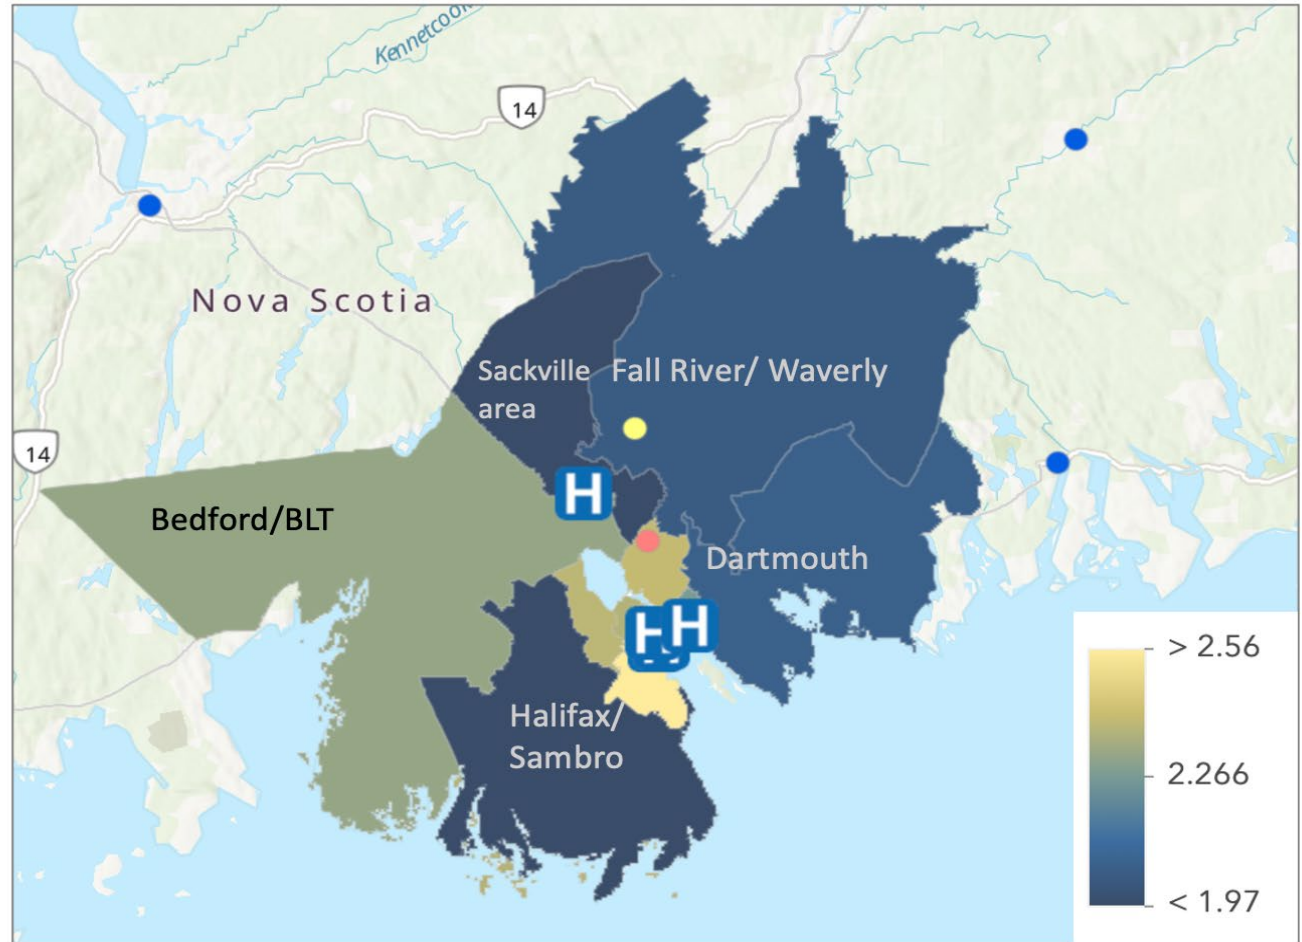 Kennetcook
14
Nova Scotia
Sackville
area
Fall River/ Waverly
14
H
Bedford/BLT
Dartmouth
H
H
Halifax/
Sambro
> 2.56
2.266
< 1.97